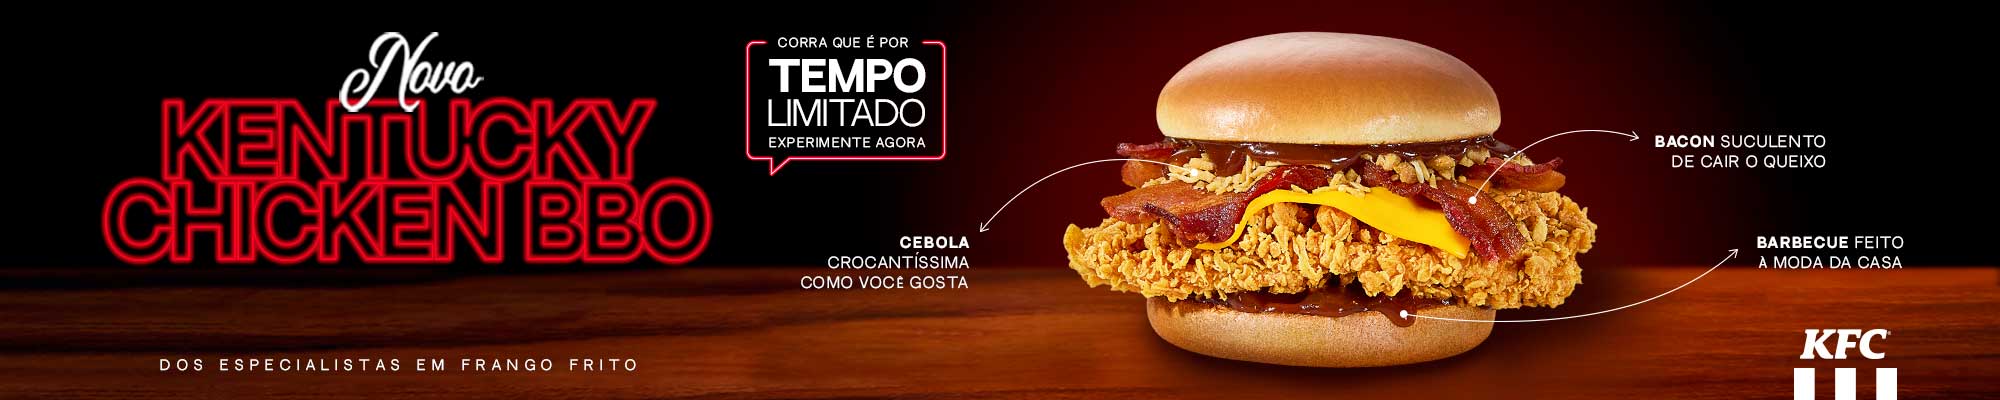 Novo
KENTUCKY
CHICKEN BBQ
DOS ESPECIALISTAS EM FRANGO FRITO
CORRA QUE É POR
TEMPO
LIMITADO
EXPERIMENTE AGORA
CEBOLA
CROCANTÍSSIMA
COMO VOCÊ GOSTA
BACON SUCULENTO
DE CAIR O QUEIXO
BARBECUE FEITO
À MODA DA CASA
KFC